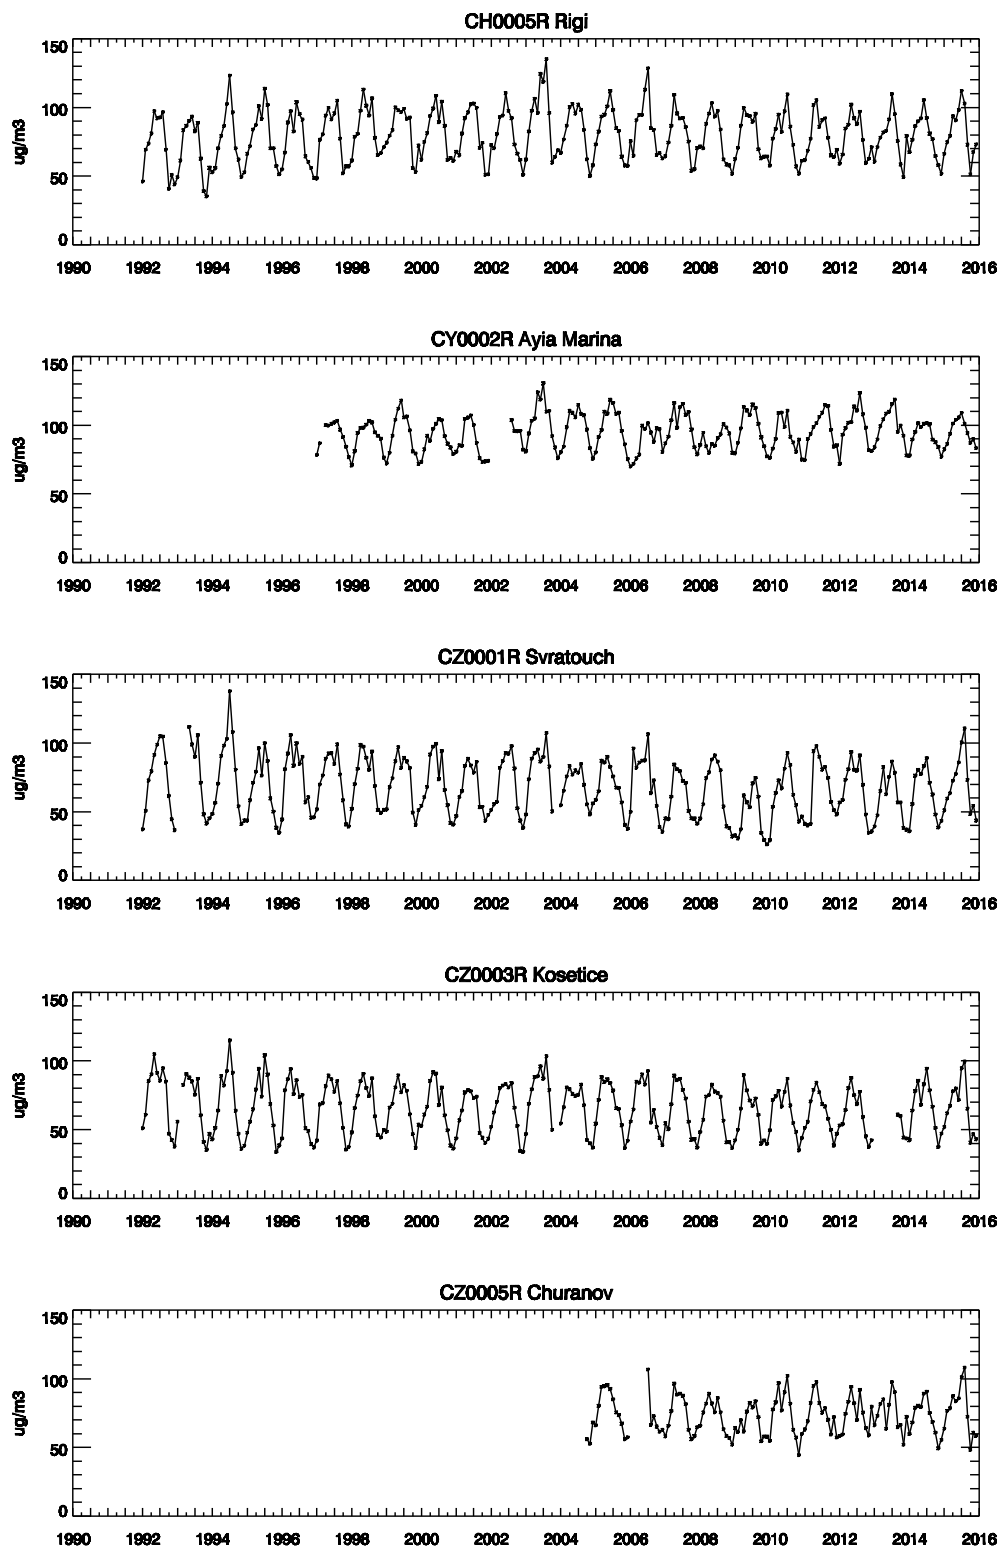 CH0005R Rigi
150
100
50
0
ug/m3
1990 1992 1994 1996 1998 2000 2002 2004 2006 2008 2010 2012 2014 2016
CY0002R Ayia Marina
150
100
50
0
ug/m3
1990 1992 1994 1996 1998 2000 2002 2004 2006 2008 2010 2012 2014 2016
CZ0001R Svratouch
150
100
50
0
ug/m3
1990 1992 1994 1996 1998 2000 2002 2004 2006 2008 2010 2012 2014 2016
CZ0003R Kosetice
150
100
50
0
ug/m3
1990 1992 1994 1996 1998 2000 2002 2004 2006 2008 2010 2012 2014 2016
CZ0005R Churanov
150
100
50
0
ug/m3
1990 1992 1994 1996 1998 2000 2002 2004 2006 2008 2010 2012 2014 2016